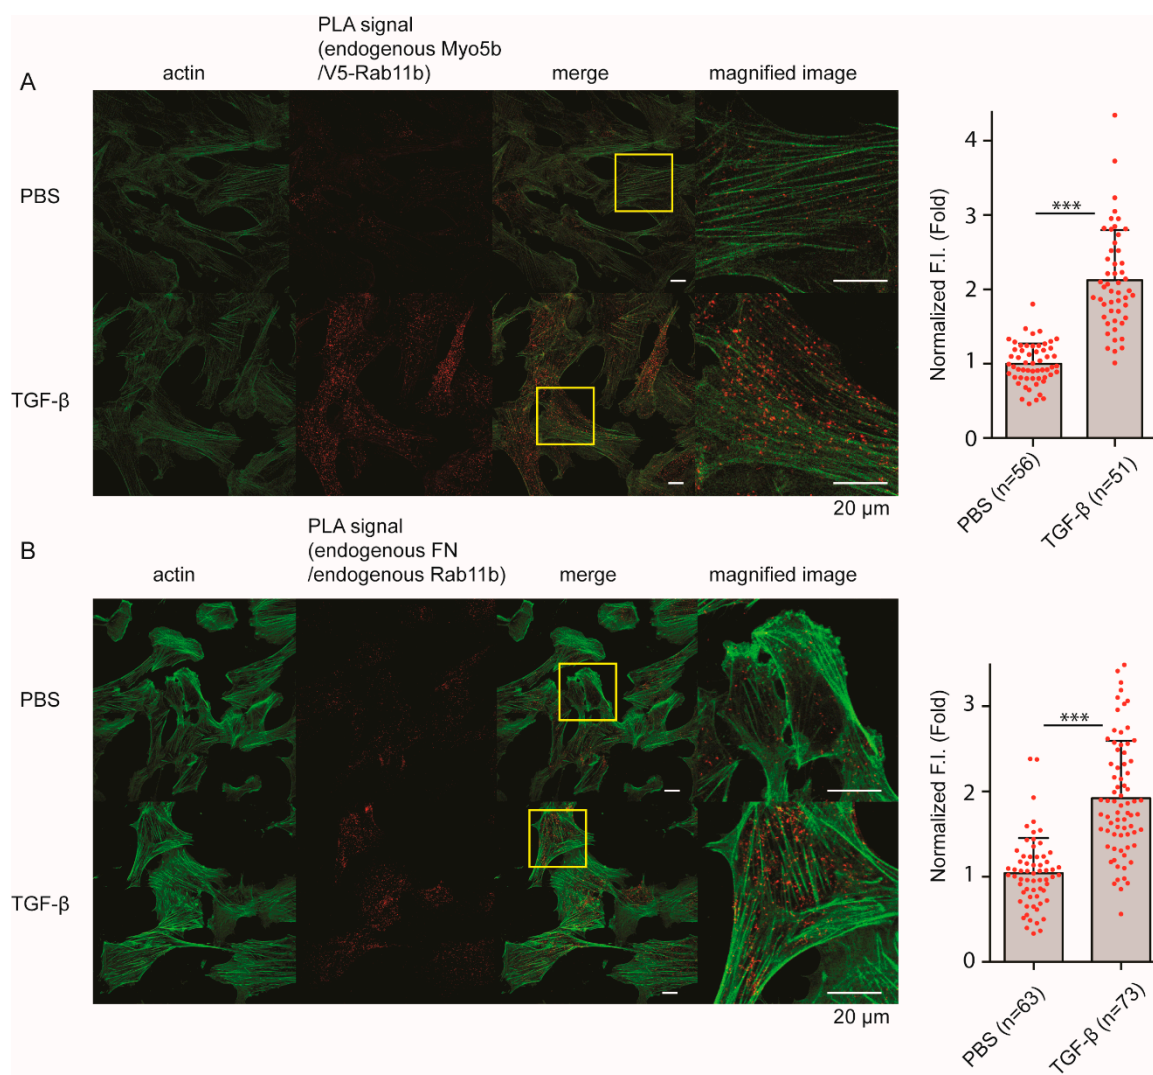 A
actin
PLA signal
(endogenous Myo5b
/V5-Rab11b)
merge
magnified image
PBS
TGF-β
20 μm
Normalized F.I. (Fold)
4
3
2
1
0
***
PBS (n=56)
TGF-β (n=51)
B
actin
PLA signal
(endogenous FN
/endogenous Rab11b)
merge
magnified image
PBS
TGF-β
20 μm
Normalized F.I. (Fold)
3
2
1
0
***
PBS (n=63)
TGF-β (n=73)